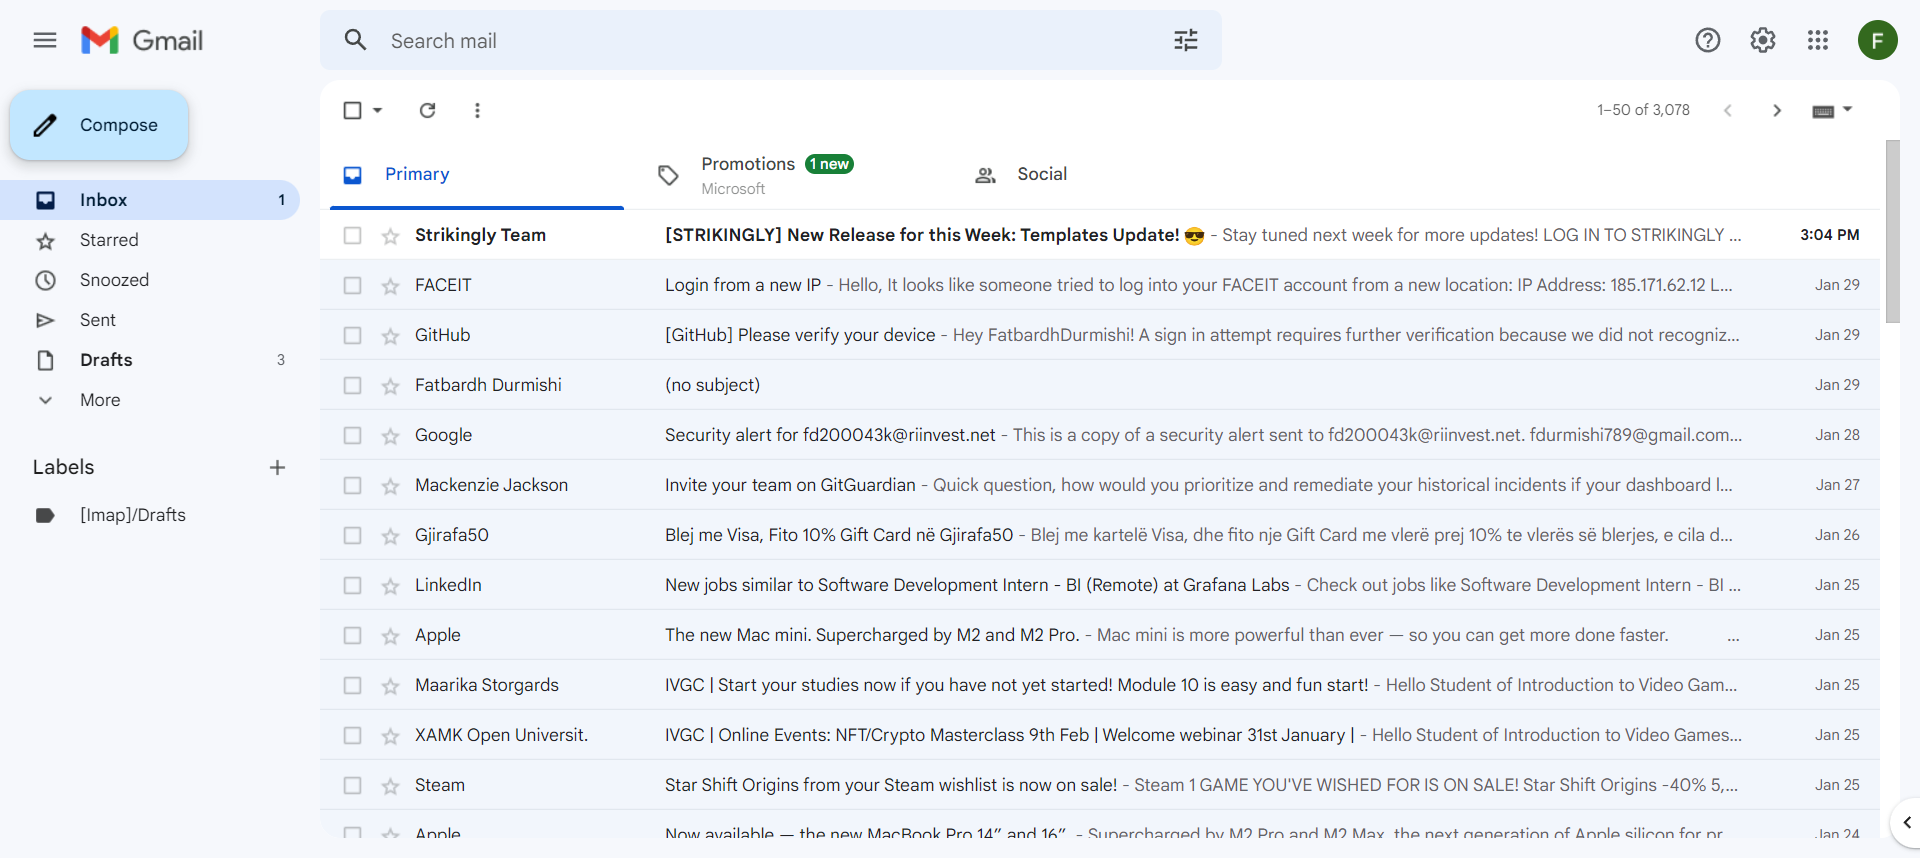 Gmail
Search mail
F
Compose
1–50 of 3,078
Primary
Promotions 1 new
Microsoft
Social
Inbox 1
Starred
Snoozed
Sent
Drafts 3
More
Labels
[Imap]/Drafts
Strikingly Team [STRIKINGLY] New Release for this Week: Templates Update! 😎 - Stay tuned next week for more updates! LOG IN TO STRIKINGLY ... 3:04 PM
FACEIT Login from a new IP - Hello, It looks like someone tried to log into your FACEIT account from a new location: IP Address: 185.171.62.12 L... Jan 29
GitHub [GitHub] Please verify your device - Hey FatbardhDurmishi! A sign in attempt requires further verification because we did not recogniz... Jan 29
Fatbardh Durmishi (no subject) Jan 29
Google Security alert for fd200043k@riinvest.net - This is a copy of a security alert sent to fd200043k@riinvest.net. fdurmishi789@gmail.com... Jan 28
Mackenzie Jackson Invite your team on GitGuardian - Quick question, how would you prioritize and remediate your historical incidents if your dashboard l... Jan 27
Gjirafa50 Blej me Visa, Fito 10% Gift Card në Gjirafa50 - Blej me kartelë Visa, dhe fito nje Gift Card me vlerë prej 10% te vlerës së blerjes, e cila d... Jan 26
LinkedIn New jobs similar to Software Development Intern - BI (Remote) at Grafana Labs - Check out jobs like Software Development Intern - BI ... Jan 25
Apple The new Mac mini. Supercharged by M2 and M2 Pro. - Mac mini is more powerful than ever — so you can get more done faster. ... Jan 25
Maarika Storgards IVGC | Start your studies now if you have not yet started! Module 10 is easy and fun start! - Hello Student of Introduction to Video Gam... Jan 25
XAMK Open Universit. IVGC | Online Events: NFT/Crypto Masterclass 9th Feb | Welcome webinar 31st January | - Hello Student of Introduction to Video Games... Jan 25
Steam Star Shift Origins from your Steam wishlist is now on sale! - Steam 1 GAME YOU'VE WISHED FOR IS ON SALE! Star Shift Origins -40% 5,... Jan 25
Apple Now available — the new MacBook Pro 14” and 16”. - Supercharged by M2 Pro and M2 Max, the next generation of Apple silicon for pr... Jan 24